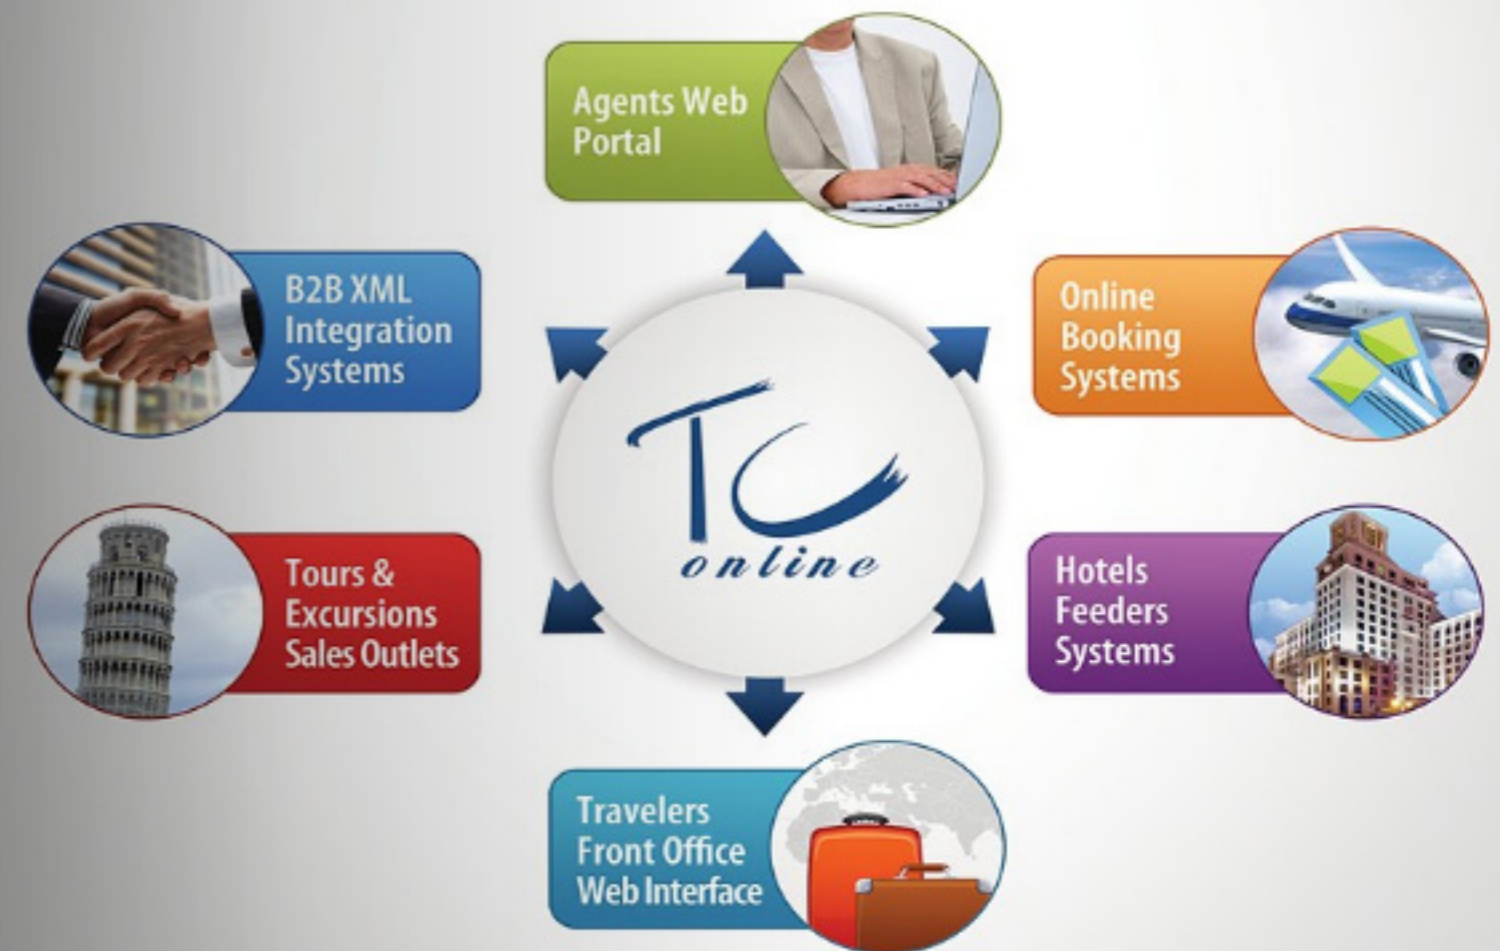 Agents Web
Portal
B2B XML
Integration
Systems
Online
Booking
Systems
TC
online
Tours &
Excursions
Sales Outlets
Hotels
Feeders
Systems
Travelers
Front Office
Web Interface